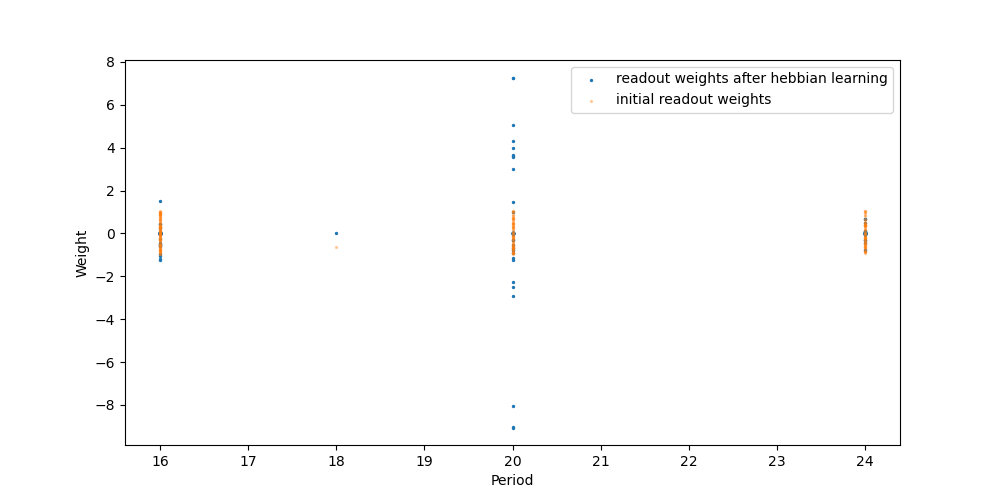 8
6
4
2
0
−2
−4
−6
−8
Weight
readout weights after hebbian learning
initial readout weights
16 17 18 19 20 21 22 23 24
Period